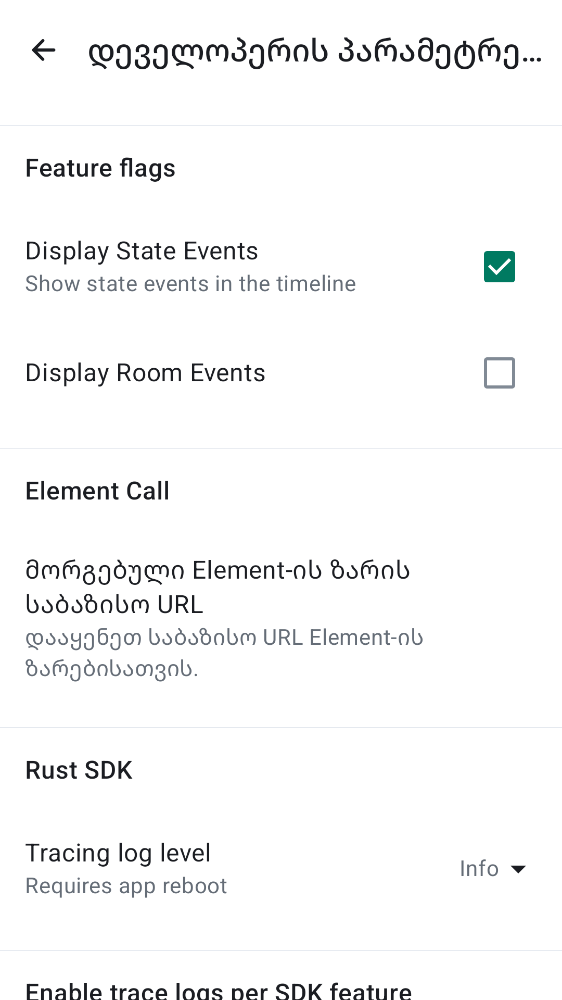 დეველოპერის პარამეტრე...
Feature flags
Display State Events
Show state events in the timeline
Display Room Events
Element Call
მორგებული Element-ის ზარის
საბაზისო URL
დააყენეთ საბაზისო URL Element-ის
ზარებისათვის.
Rust SDK
Tracing log level
Requires app reboot
Info
Enable trace logs per SDK feature